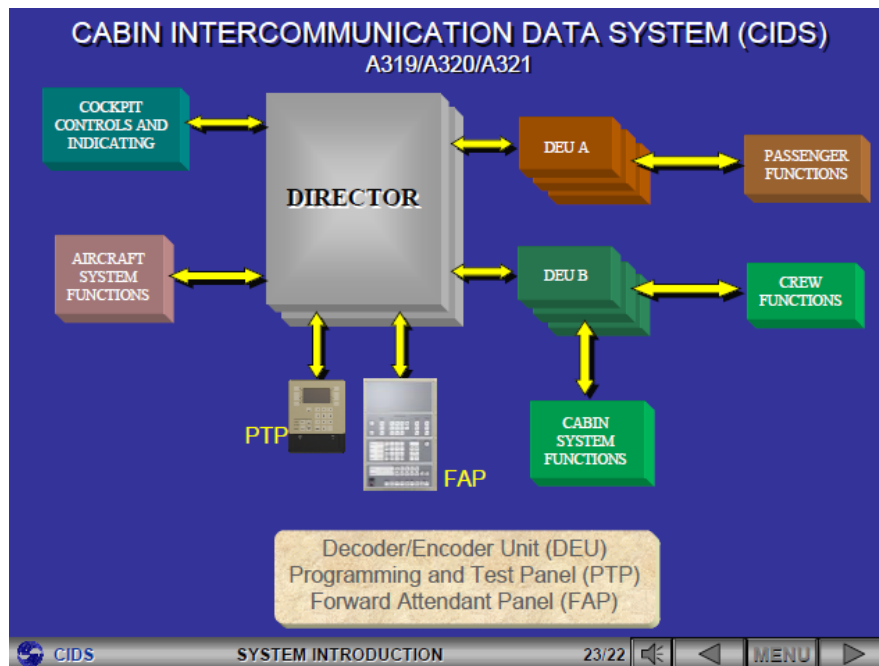 CABIN INTERCOMMUNICATION DATA SYSTEM (CIDS)
A319/A320/A321
COCKPIT
CONTROLS AND
INDICATING
DIRECTOR
DEU A
PASSENGER
FUNCTIONS
AIRCRAFT
SYSTEM
FUNCTIONS
DEU B
CREW
FUNCTIONS
PTP
FAP
CABIN
SYSTEM
FUNCTIONS
Decoder/Encoder Unit (DEU)
Programming and Test Panel (PTP)
Forward Attendant Panel (FAP)
CIDS
SYSTEM INTRODUCTION
23/22
MENU